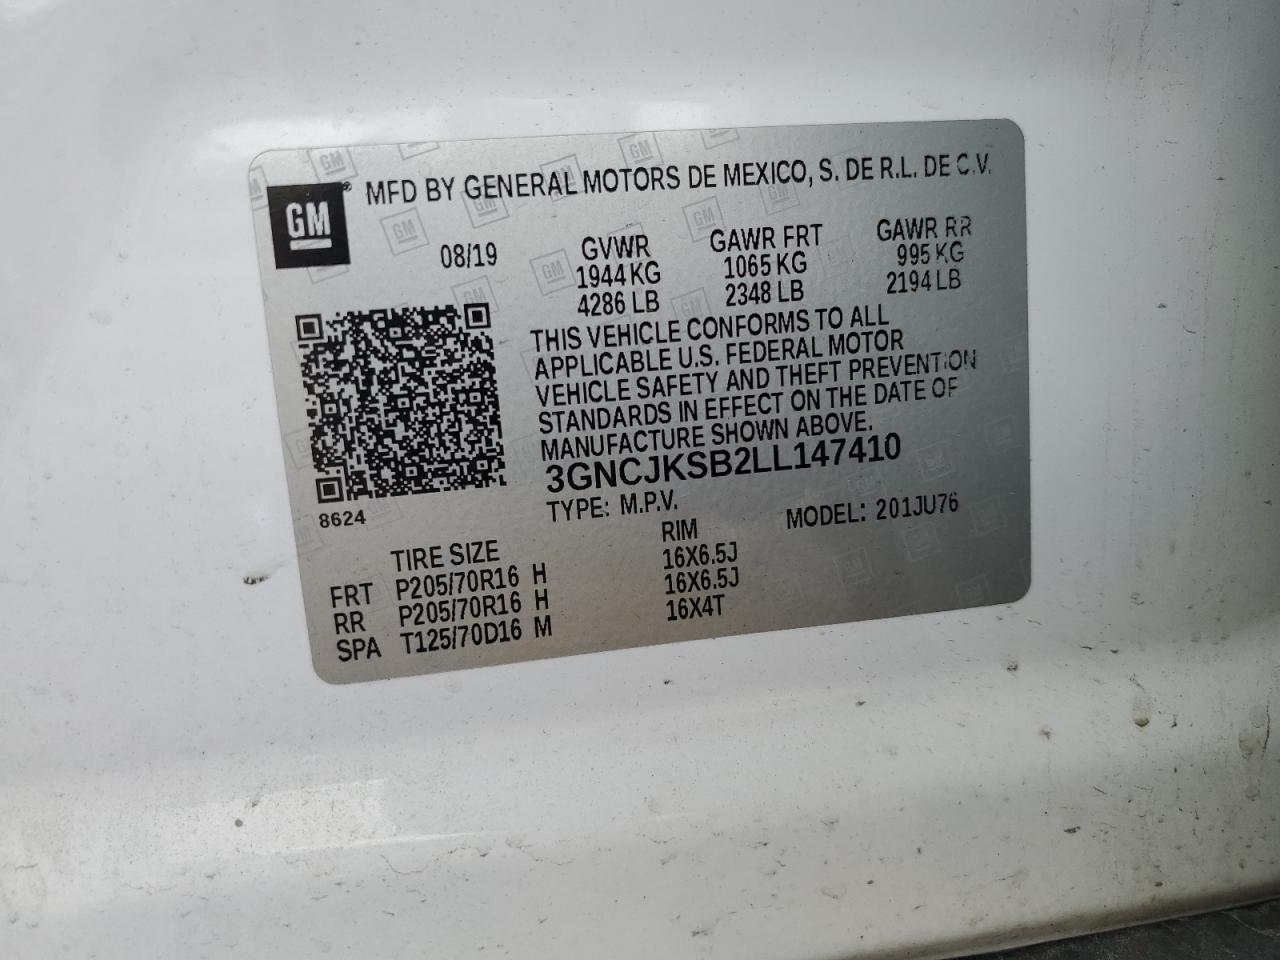 GM ® MFD BY GENERAL MOTORS DE MEXICO, S. DE R.L. DE C.V.
08/19
GVWR GAWR FRT GAWR RR
1944 KG 1065 KG 995 KG
4286 LB 2348 LB 2194 LB
THIS VEHICLE CONFORMS TO ALL
APPLICABLE U.S. FEDERAL MOTOR
VEHICLE SAFETY AND THEFT PREVENTION
STANDARDS IN EFFECT ON THE DATE OF
MANUFACTURE SHOWN ABOVE.
3GNCJKSB2LL147410
8624
TYPE: M.P.V. MODEL: 201JU76
TIRE SIZE RIM
FRT P205/70R16 H 16X6.5J
RR P205/70R16 H 16X6.5J
SPA T125/70D16 M 16X4T